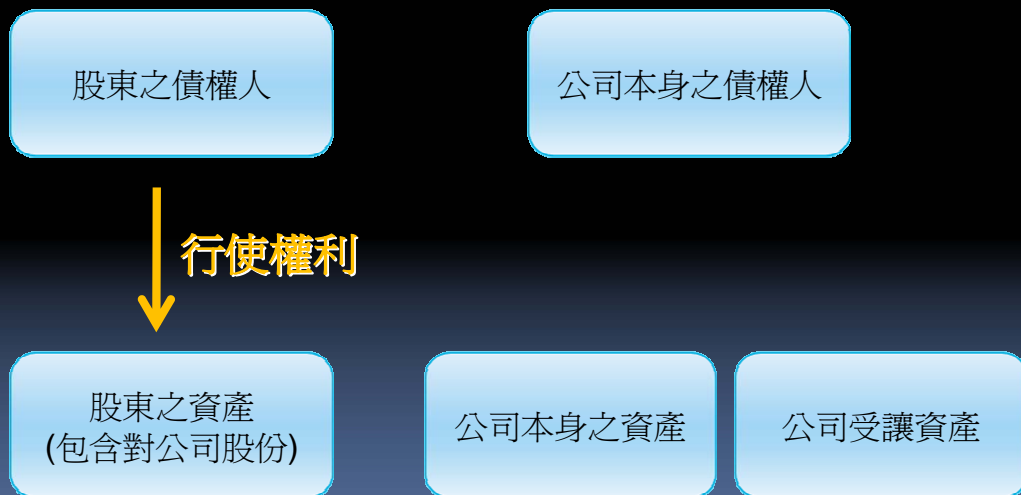 股東之債權人
公司本身之債權人
行使權利
股東之資產
(包含對公司股份)
公司本身之資產
公司受讓資產